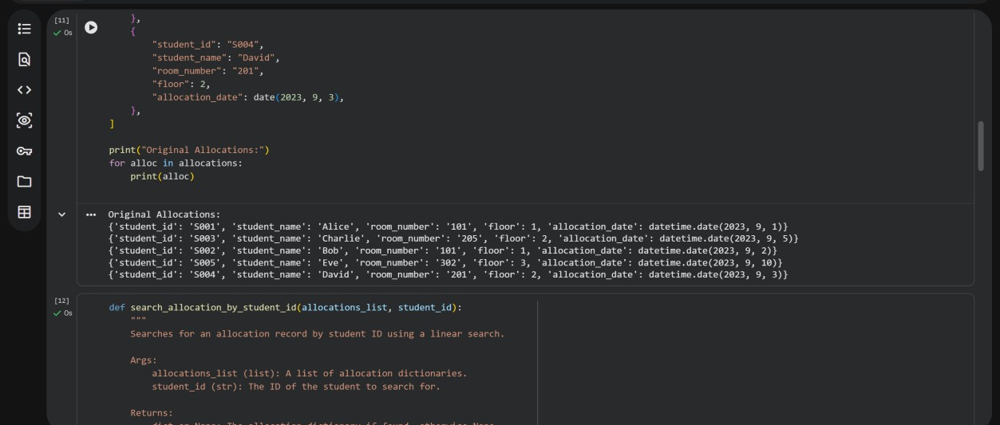 [11]
0s
},
{
"student_id": "S004",
"student_name": "David",
"room_number": "201",
"floor": 2,
"allocation_date": date(2023, 9, 3),
},
]
print("Original Allocations:")
for alloc in allocations:
print(alloc)
Original Allocations:
{'student_id': 'S001', 'student_name': 'Alice', 'room_number': '101', 'floor': 1, 'allocation_date': datetime.date(2023, 9, 1)}
{'student_id': 'S003', 'student_name': 'Charlie', 'room_number': '205', 'floor': 2, 'allocation_date': datetime.date(2023, 9, 5)}
{'student_id': 'S002', 'student_name': 'Bob', 'room_number': '101', 'floor': 1, 'allocation_date': datetime.date(2023, 9, 2)}
{'student_id': 'S005', 'student_name': 'Eve', 'room_number': '302', 'floor': 3, 'allocation_date': datetime.date(2023, 9, 10)}
{'student_id': 'S004', 'student_name': 'David', 'room_number': '201', 'floor': 2, 'allocation_date': datetime.date(2023, 9, 3)}
[12]
0s
def search_allocation_by_student_id(allocations_list, student_id):
"""
Searches for an allocation record by student ID using a linear search.
Args:
allocations_list (list): A list of allocation dictionaries.
student_id (str): The ID of the student to search for.
Returns: